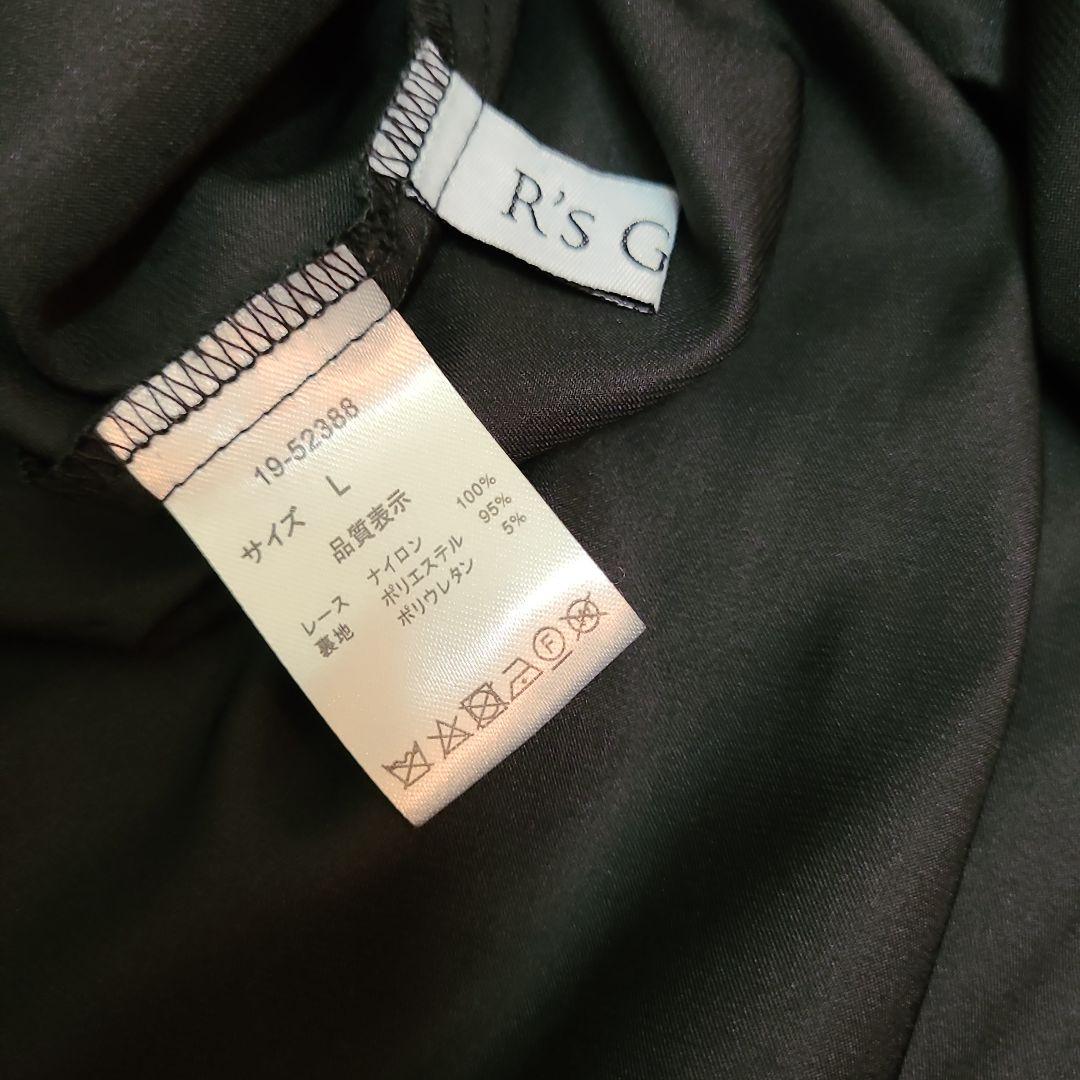 R's G
19-52388
サイズ L
品質表示
レース ナイロン 100%
裏地 ポリエステル 95%
ポリウレタン 5%
F